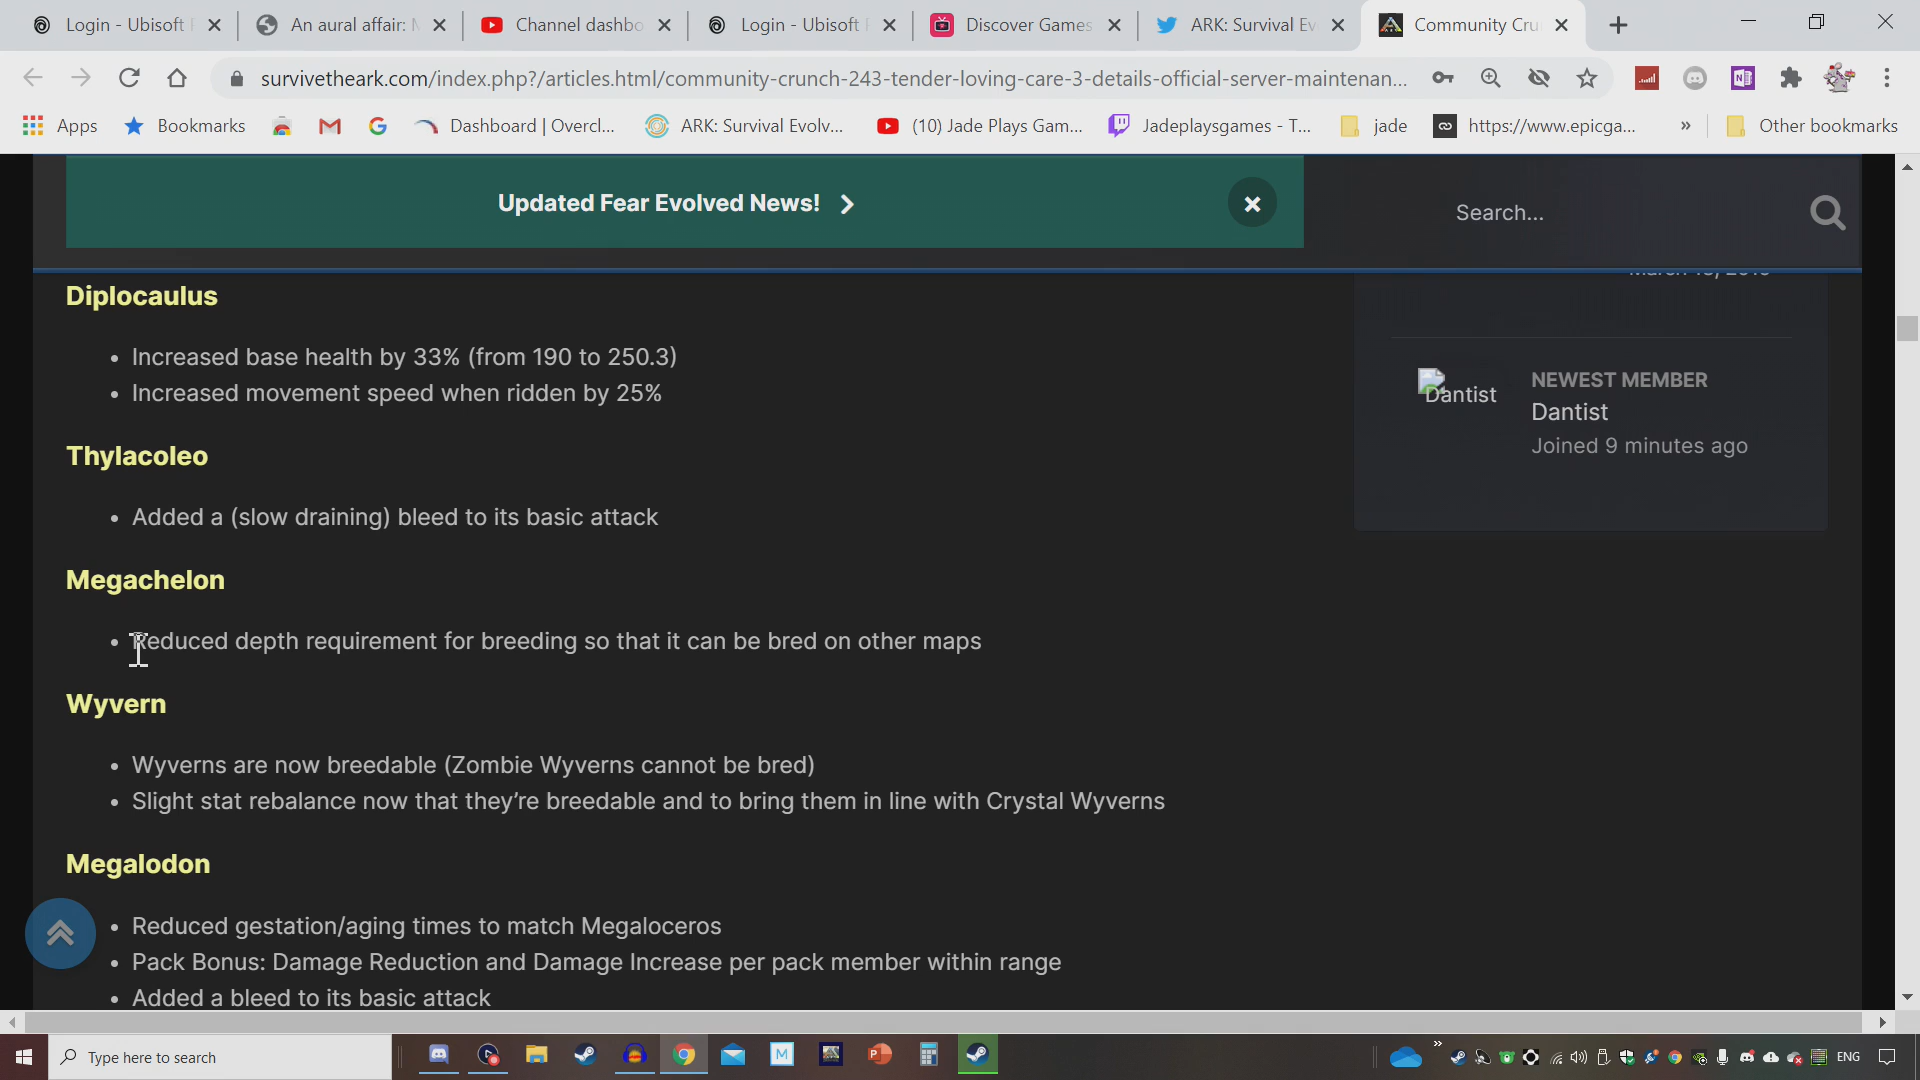 Login - Ubisoft
An aural affair:
Channel dashbo
Login - Ubisoft
Discover Games
ARK: Survival Ev
Community Cru
survivetheark.com/index.php?/articles.html/community-crunch-243-tender-loving-care-3-details-official-server-maintenan...
Apps
Bookmarks
Dashboard | Overcl...
ARK: Survival Evolv...
(10) Jade Plays Gam...
Jadeplaysgames - T...
jade
https://www.epicga...
»
Other bookmarks
Updated Fear Evolved News!
Search...
Diplocaulus
• Increased base health by 33% (from 190 to 250.3)
• Increased movement speed when ridden by 25%
Thylacoleo
• Added a (slow draining) bleed to its basic attack
Megachelon
• Reduced depth requirement for breeding so that it can be bred on other maps
Wyvern
• Wyverns are now breedable (Zombie Wyverns cannot be bred)
• Slight stat rebalance now that they’re breedable and to bring them in line with Crystal Wyverns
Megalodon
• Reduced gestation/aging times to match Megaloceros
• Pack Bonus: Damage Reduction and Damage Increase per pack member within range
• Added a bleed to its basic attack
Dantist
NEWEST MEMBER
Dantist
Joined 9 minutes ago
Type here to search
ENG